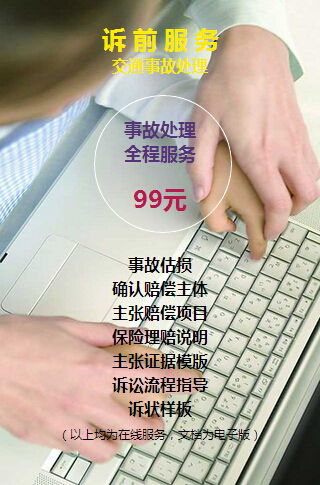 诉前服务
交通事故处理
事故处理
全程服务
99元
事故估损
确认赔偿主体
主张赔偿项目
保险理赔说明
主张证据模版
诉讼流程指导
诉状样板
（以上均为在线服务，文档为电子版）